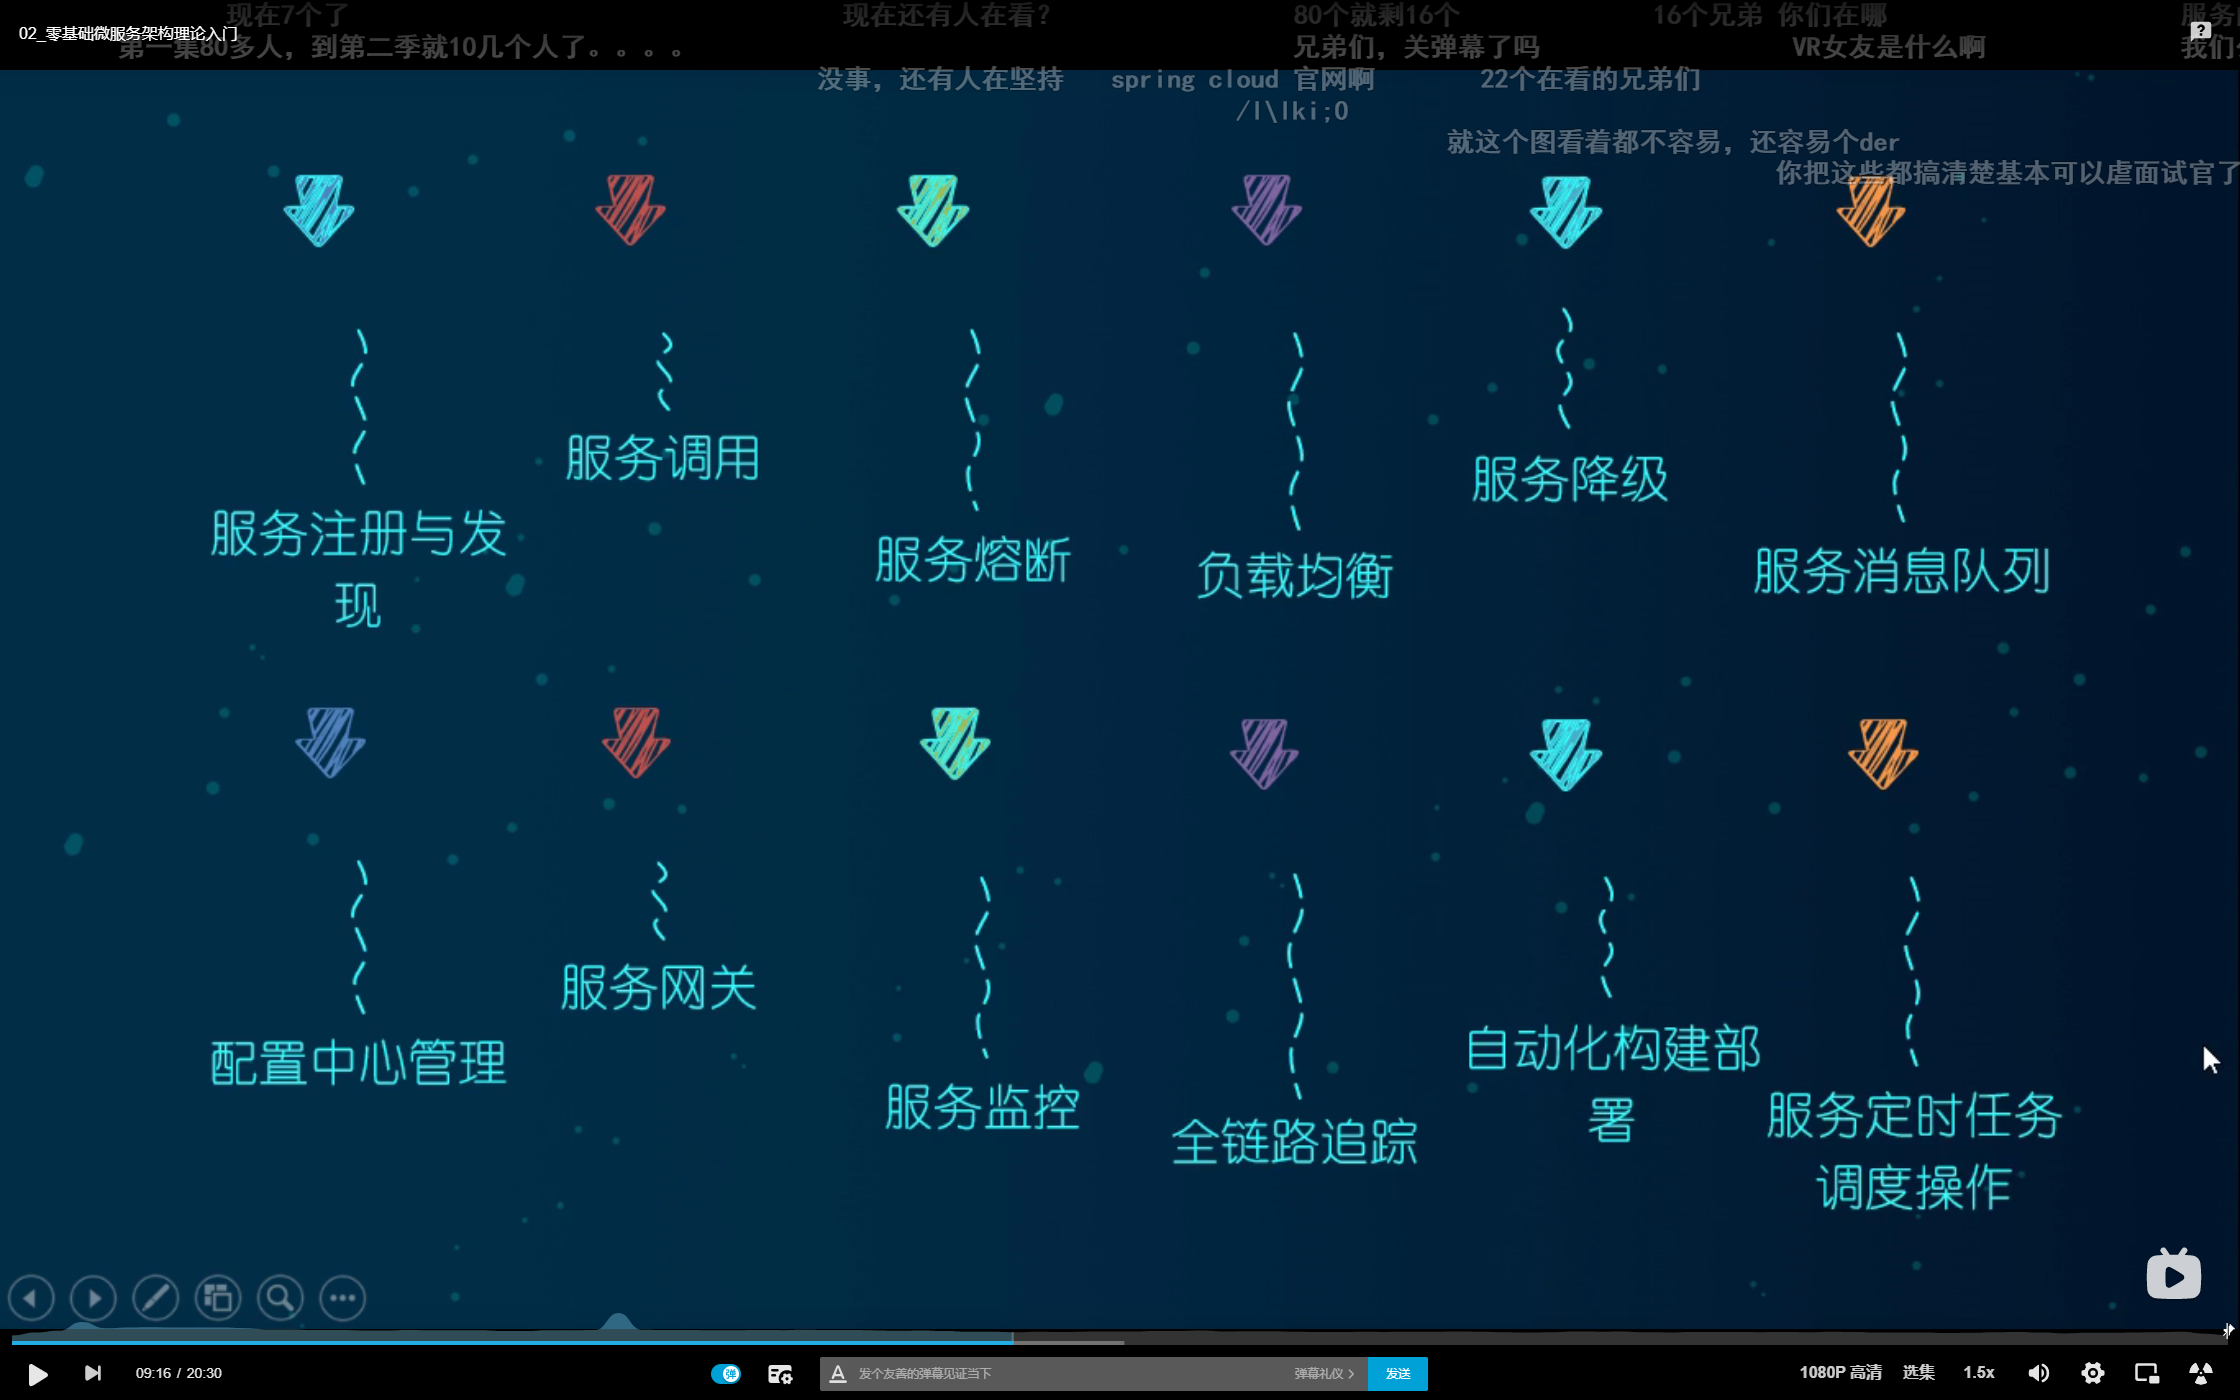 现在7个了
现在还有人在看？
80个就剩16个
16个兄弟 你们在哪
02_零基础微服务架构理论入门
第一集80多人，到第二季就10几个人了。。。。
兄弟们，关弹幕了吗
VR女友是什么啊
我们
没事，还有人在坚持
spring cloud 官网啊
22个在看的兄弟们
/l\lki;0
就这个图看着都不容易，还容易个der
你把这些都搞清楚基本可以虐面试官了
服务调用
服务降级
服务注册与发
现
服务熔断
负载均衡
服务消息队列
服务网关
配置中心管理
自动化构建部
署
服务监控
全链路追踪
服务定时任务
调度操作
09:16 / 20:30
弹
发个友善的弹幕见证当下
弹幕礼仪 >
发送
1080P 高清
选集
1.5x